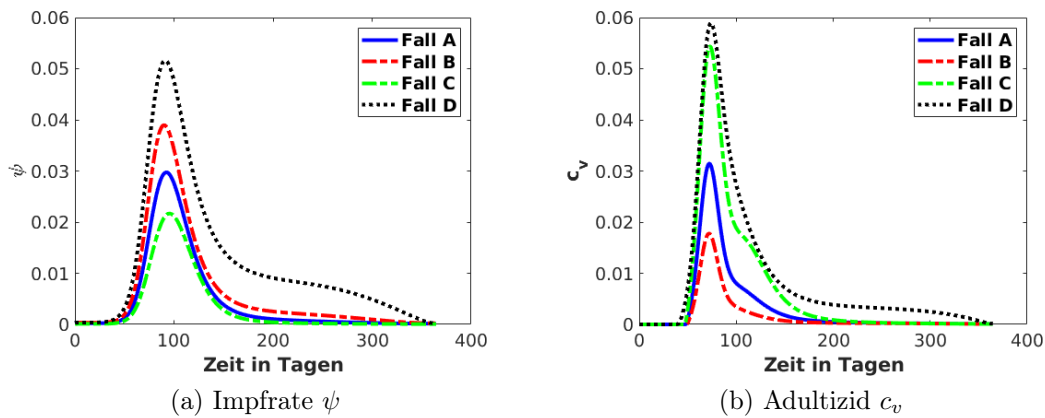 0.06
0.05
0.04
0.03
0.02
0.01
0
ψ
0 100 200 300 400
Zeit in Tagen
Fall A
Fall B
Fall C
Fall D
(a) Impfrate ψ
0.06
0.05
0.04
0.03
0.02
0.01
0
c_v
0 100 200 300 400
Zeit in Tagen
Fall A
Fall B
Fall C
Fall D
(b) Adultizid c_v